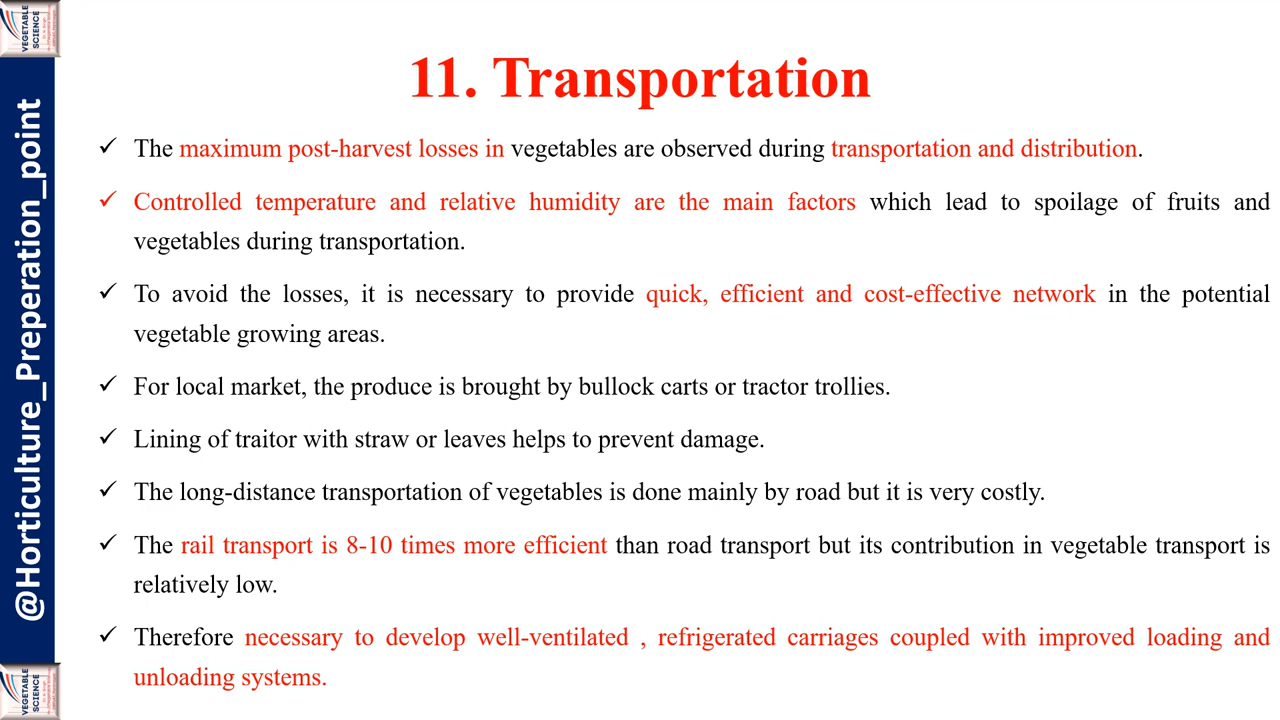 11. Transportation
✓ The maximum post-harvest losses in vegetables are observed during transportation and distribution.
✓ Controlled temperature and relative humidity are the main factors which lead to spoilage of fruits and
vegetables during transportation.
✓ To avoid the losses, it is necessary to provide quick, efficient and cost-effective network in the potential
vegetable growing areas.
✓ For local market, the produce is brought by bullock carts or tractor trollies.
✓ Lining of traitor with straw or leaves helps to prevent damage.
✓ The long-distance transportation of vegetables is done mainly by road but it is very costly.
✓ The rail transport is 8-10 times more efficient than road transport but its contribution in vegetable transport is
relatively low.
✓ Therefore necessary to develop well-ventilated , refrigerated carriages coupled with improved loading and
unloading systems.
@Horticulture_Preperation_point
VEGETABLE
SCIENCE
VEGETABLE
SCIENCE